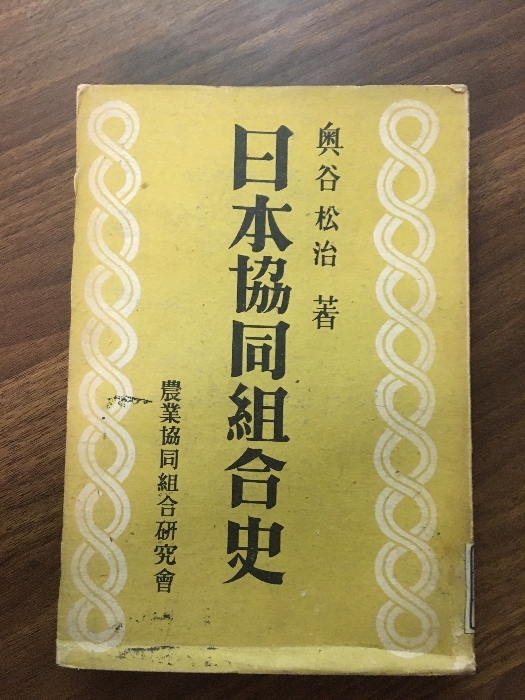 奥谷松治 著
日本協同組合史
農業協同組合研究會